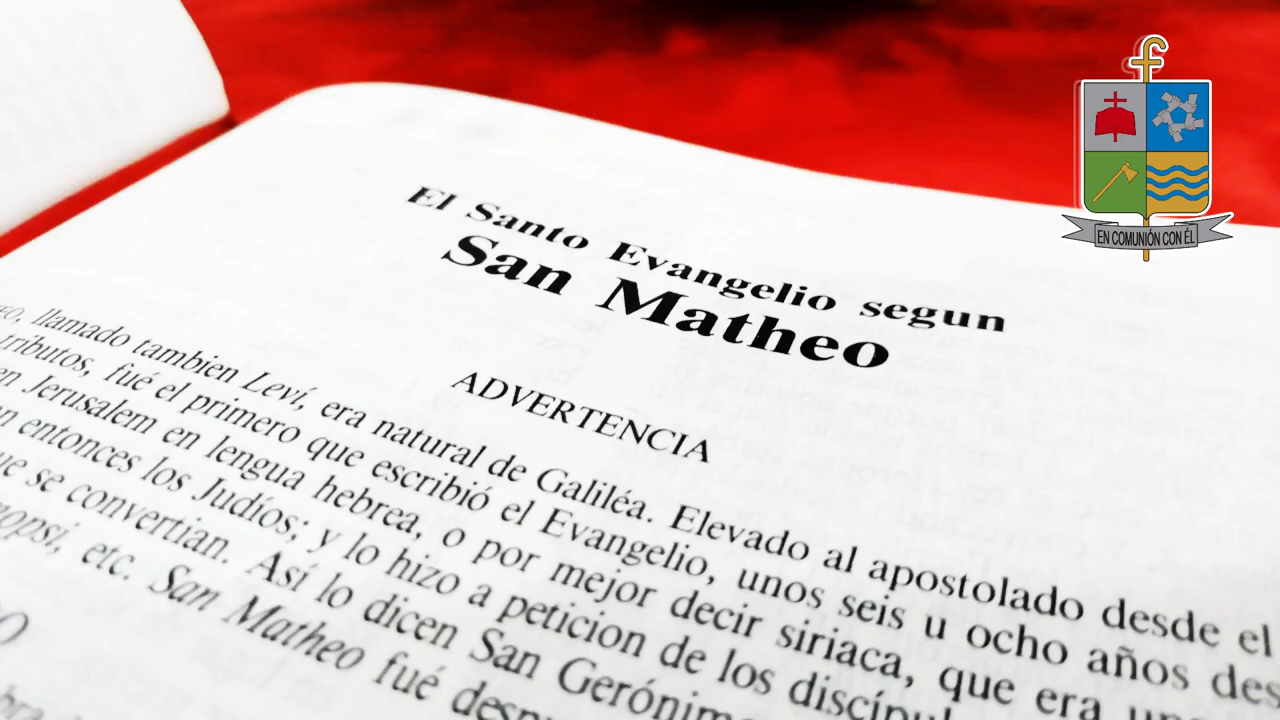 El Santo Evangelio segun
San Matheo
ADVERTENCIA
llamado tambien Leví, era natural de Galiléa. Elevado al apostolado desde el
tributos, fué el primero que escribió el Evangelio, unos seis u ocho años des
en Jerusalem en lengua hebrea, o por mejor decir siriaca, que era
entonces los Judíos; y lo hizo a peticion de los
se convertian. Así lo dicen San
etc. San Matheo fué
EN COMUNIÓN CON ÉL